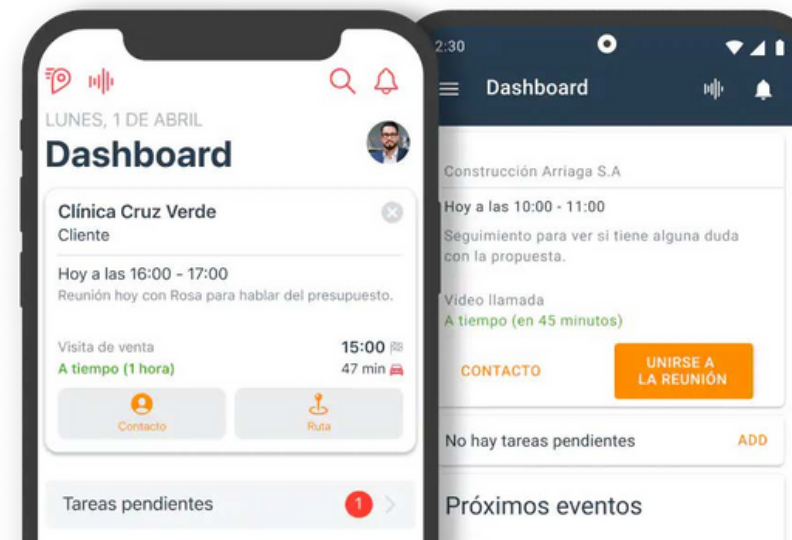 LUNES, 1 DE ABRIL
Dashboard
Clínica Cruz Verde
Cliente
Hoy a las 16:00 - 17:00
Reunión hoy con Rosa para hablar del presupuesto.
Visita de venta
15:00
A tiempo (1 hora)
47 min
Contacto
Ruta
Tareas pendientes
1
2:30
Dashboard
Construcción Arriaga S.A
Hoy a las 10:00 - 11:00
Seguimiento para ver si tiene alguna duda
con la propuesta.
Video llamada
A tiempo (en 45 minutos)
CONTACTO
UNIRSE A
LA REUNIÓN
No hay tareas pendientes
ADD
Próximos eventos